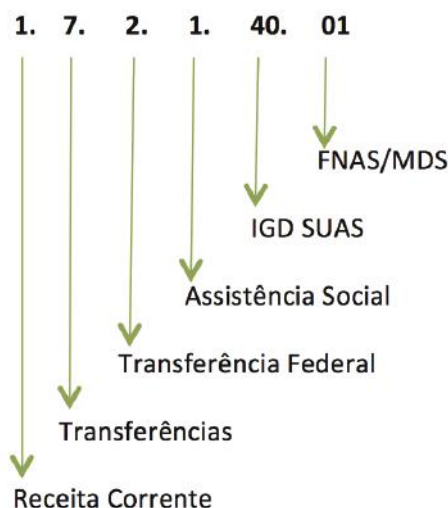 1. 7. 2. 1. 40. 01
FNAS/MDS
IGD SUAS
Assistência Social
Transferência Federal
Transferências
Receita Corrente